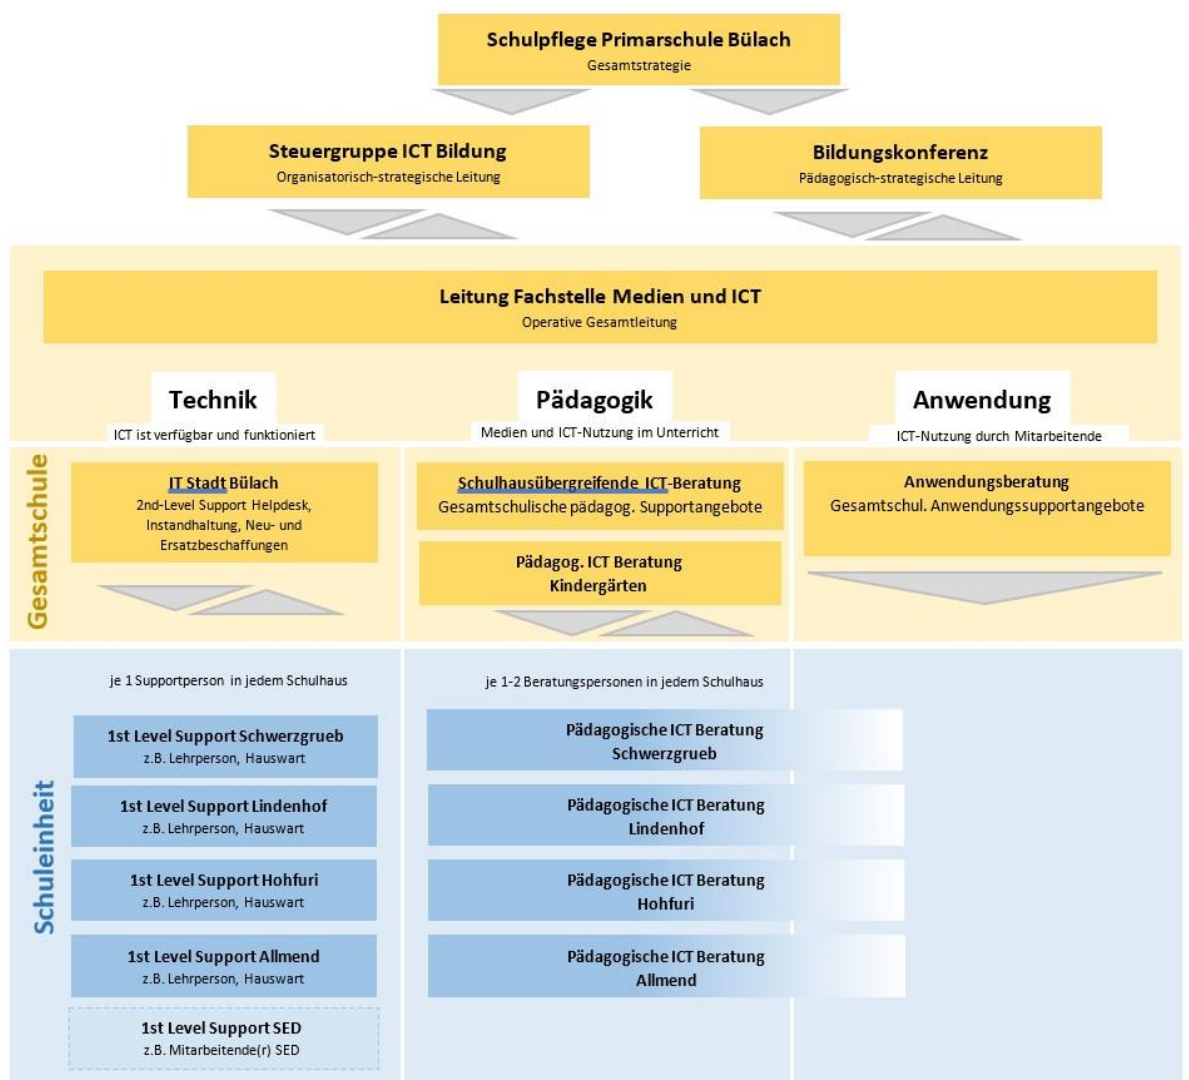 Schulpflege Primarschule Bülach
Gesamtstrategie
Steuergruppe ICT Bildung
Organisatorisch-strategische Leitung
Bildungskonferenz
Pädagogisch-strategische Leitung
Leitung Fachstelle Medien und ICT
Operative Gesamtleitung
Technik
ICT ist verfügbar und funktioniert
Pädagogik
Medien und ICT-Nutzung im Unterricht
Anwendung
ICT-Nutzung durch Mitarbeitende
Gesamtschule
IT Stadt Bülach
2nd-Level Support Helpdesk,
Instandhaltung, Neu- und
Ersatzbeschaffungen
Schulhausübergreifende ICT-Beratung
Gesamtschulische pädagog. Supportangebote
Pädagog. ICT Beratung
Kindergärten
Anwendungsberatung
Gesamtschul. Anwendungssupportangebote
Schuleinheit
je 1 Supportperson in jedem Schulhaus
1st Level Support Schwerzgrueb
z.B. Lehrperson, Hauswart
1st Level Support Lindenhof
z.B. Lehrperson, Hauswart
1st Level Support Hohfuri
z.B. Lehrperson, Hauswart
1st Level Support Allmend
z.B. Lehrperson, Hauswart
1st Level Support SED
z.B. Mitarbeitende(r) SED
je 1-2 Beratungspersonen in jedem Schulhaus
Pädagogische ICT Beratung
Schwerzgrueb
Pädagogische ICT Beratung
Lindenhof
Pädagogische ICT Beratung
Hohfuri
Pädagogische ICT Beratung
Allmend